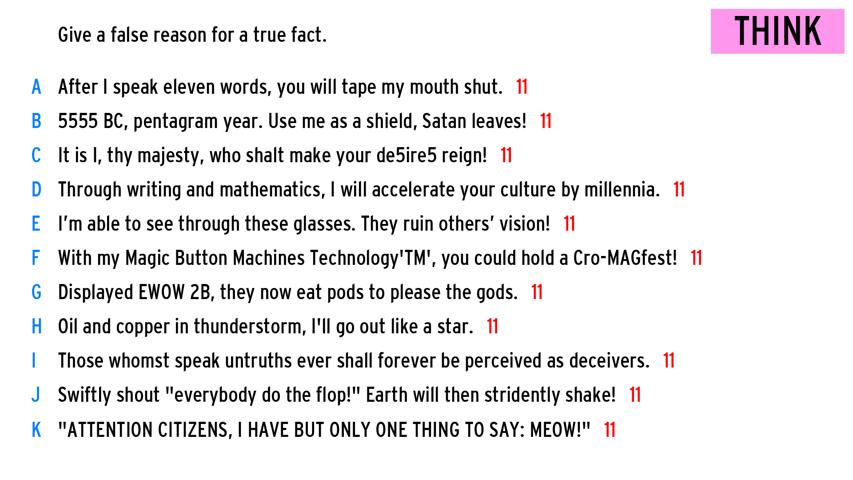 Give a false reason for a true fact.
THINK
A After I speak eleven words, you will tape my mouth shut. 11
B 5555 BC, pentagram year. Use me as a shield, Satan leaves! 11
C It is I, thy majesty, who shalt make your de5ire5 reign! 11
D Through writing and mathematics, I will accelerate your culture by millennia. 11
E I’m able to see through these glasses. They ruin others’ vision! 11
F With my Magic Button Machines Technology'TM', you could hold a Cro-MAGfest! 11
G Displayed EWOW 2B, they now eat pods to please the gods. 11
H Oil and copper in thunderstorm, I'll go out like a star. 11
I Those whomst speak untruths ever shall forever be perceived as deceivers. 11
J Swiftly shout "everybody do the flop!" Earth will then stridently shake! 11
K "ATTENTION CITIZENS, I HAVE BUT ONLY ONE THING TO SAY: MEOW!" 11